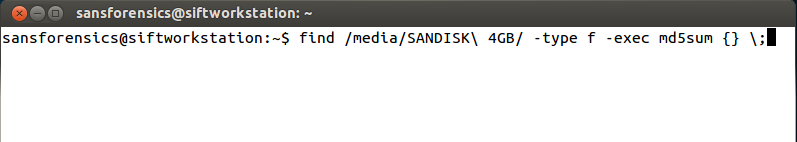 sansforensics@siftworkstation: ~
sansforensics@siftworkstation:~$ find /media/SANDISK\ 4GB/ -type f -exec md5sum {} \;